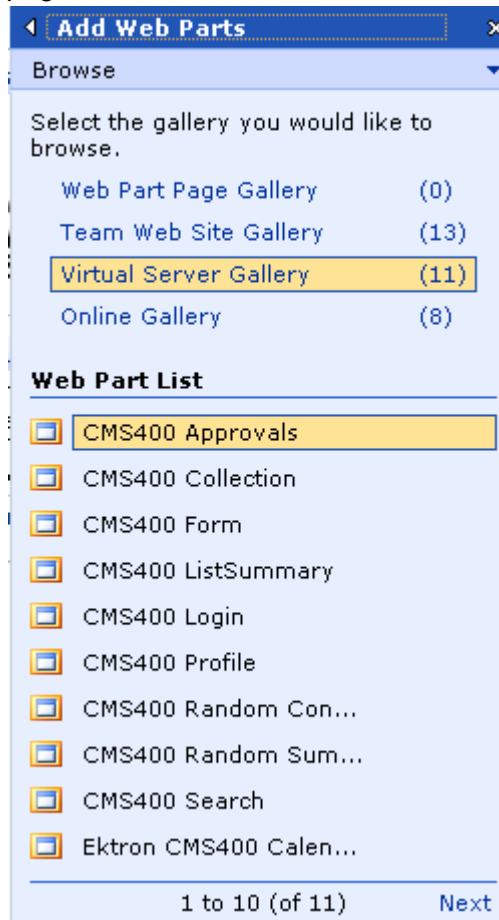 Add Web Parts ×
Browse
Select the gallery you would like to
browse.
Web Part Page Gallery (0)
Team Web Site Gallery (13)
Virtual Server Gallery (11)
Online Gallery (8)
Web Part List
CMS400 Approvals
CMS400 Collection
CMS400 Form
CMS400 ListSummary
CMS400 Login
CMS400 Profile
CMS400 Random Con...
CMS400 Random Sum...
CMS400 Search
Ektron CMS400 Calen...
1 to 10 (of 11) Next